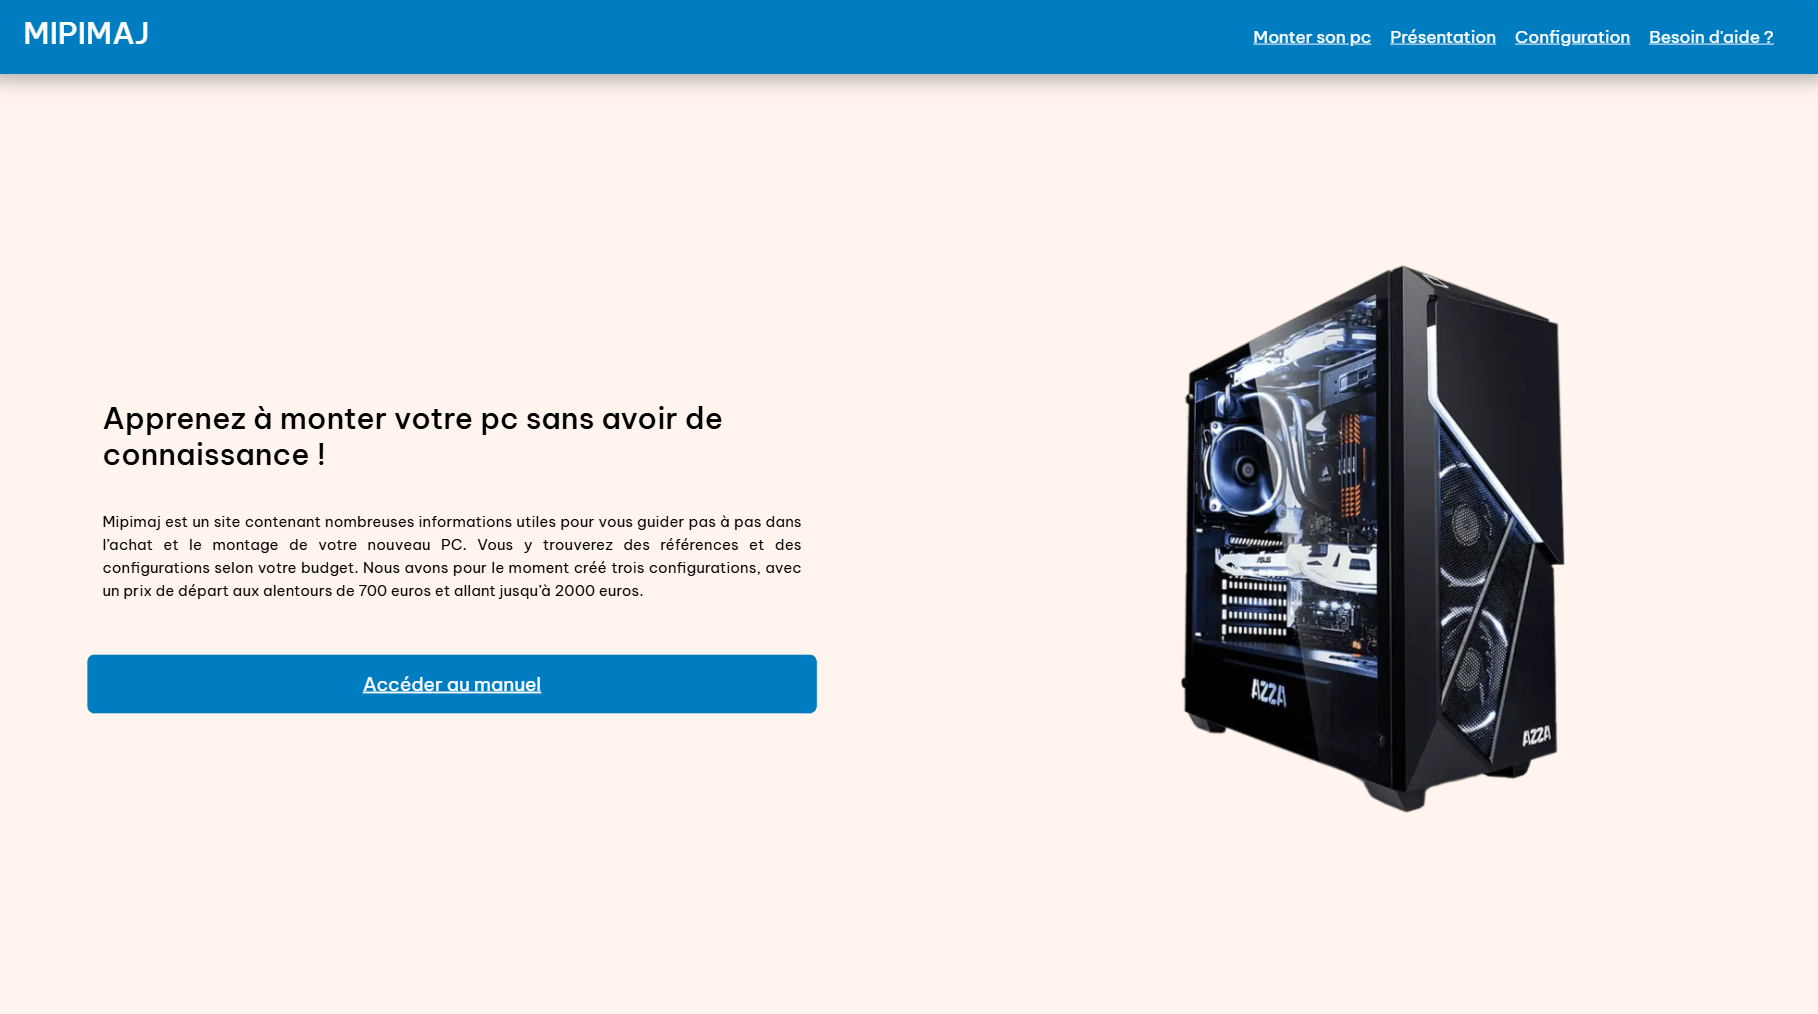 MIPIMAJ
Monter son pc Présentation Configuration Besoin d'aide ?
Apprenez à monter votre pc sans avoir de
connaissance !
Mipimaj est un site contenant nombreuses informations utiles pour vous guider pas à pas dans
l’achat et le montage de votre nouveau PC. Vous y trouverez des références et des
configurations selon votre budget. Nous avons pour le moment créé trois configurations, avec
un prix de départ aux alentours de 700 euros et allant jusqu’à 2000 euros.
Accéder au manuel
ASUS
AZZA
AZZA